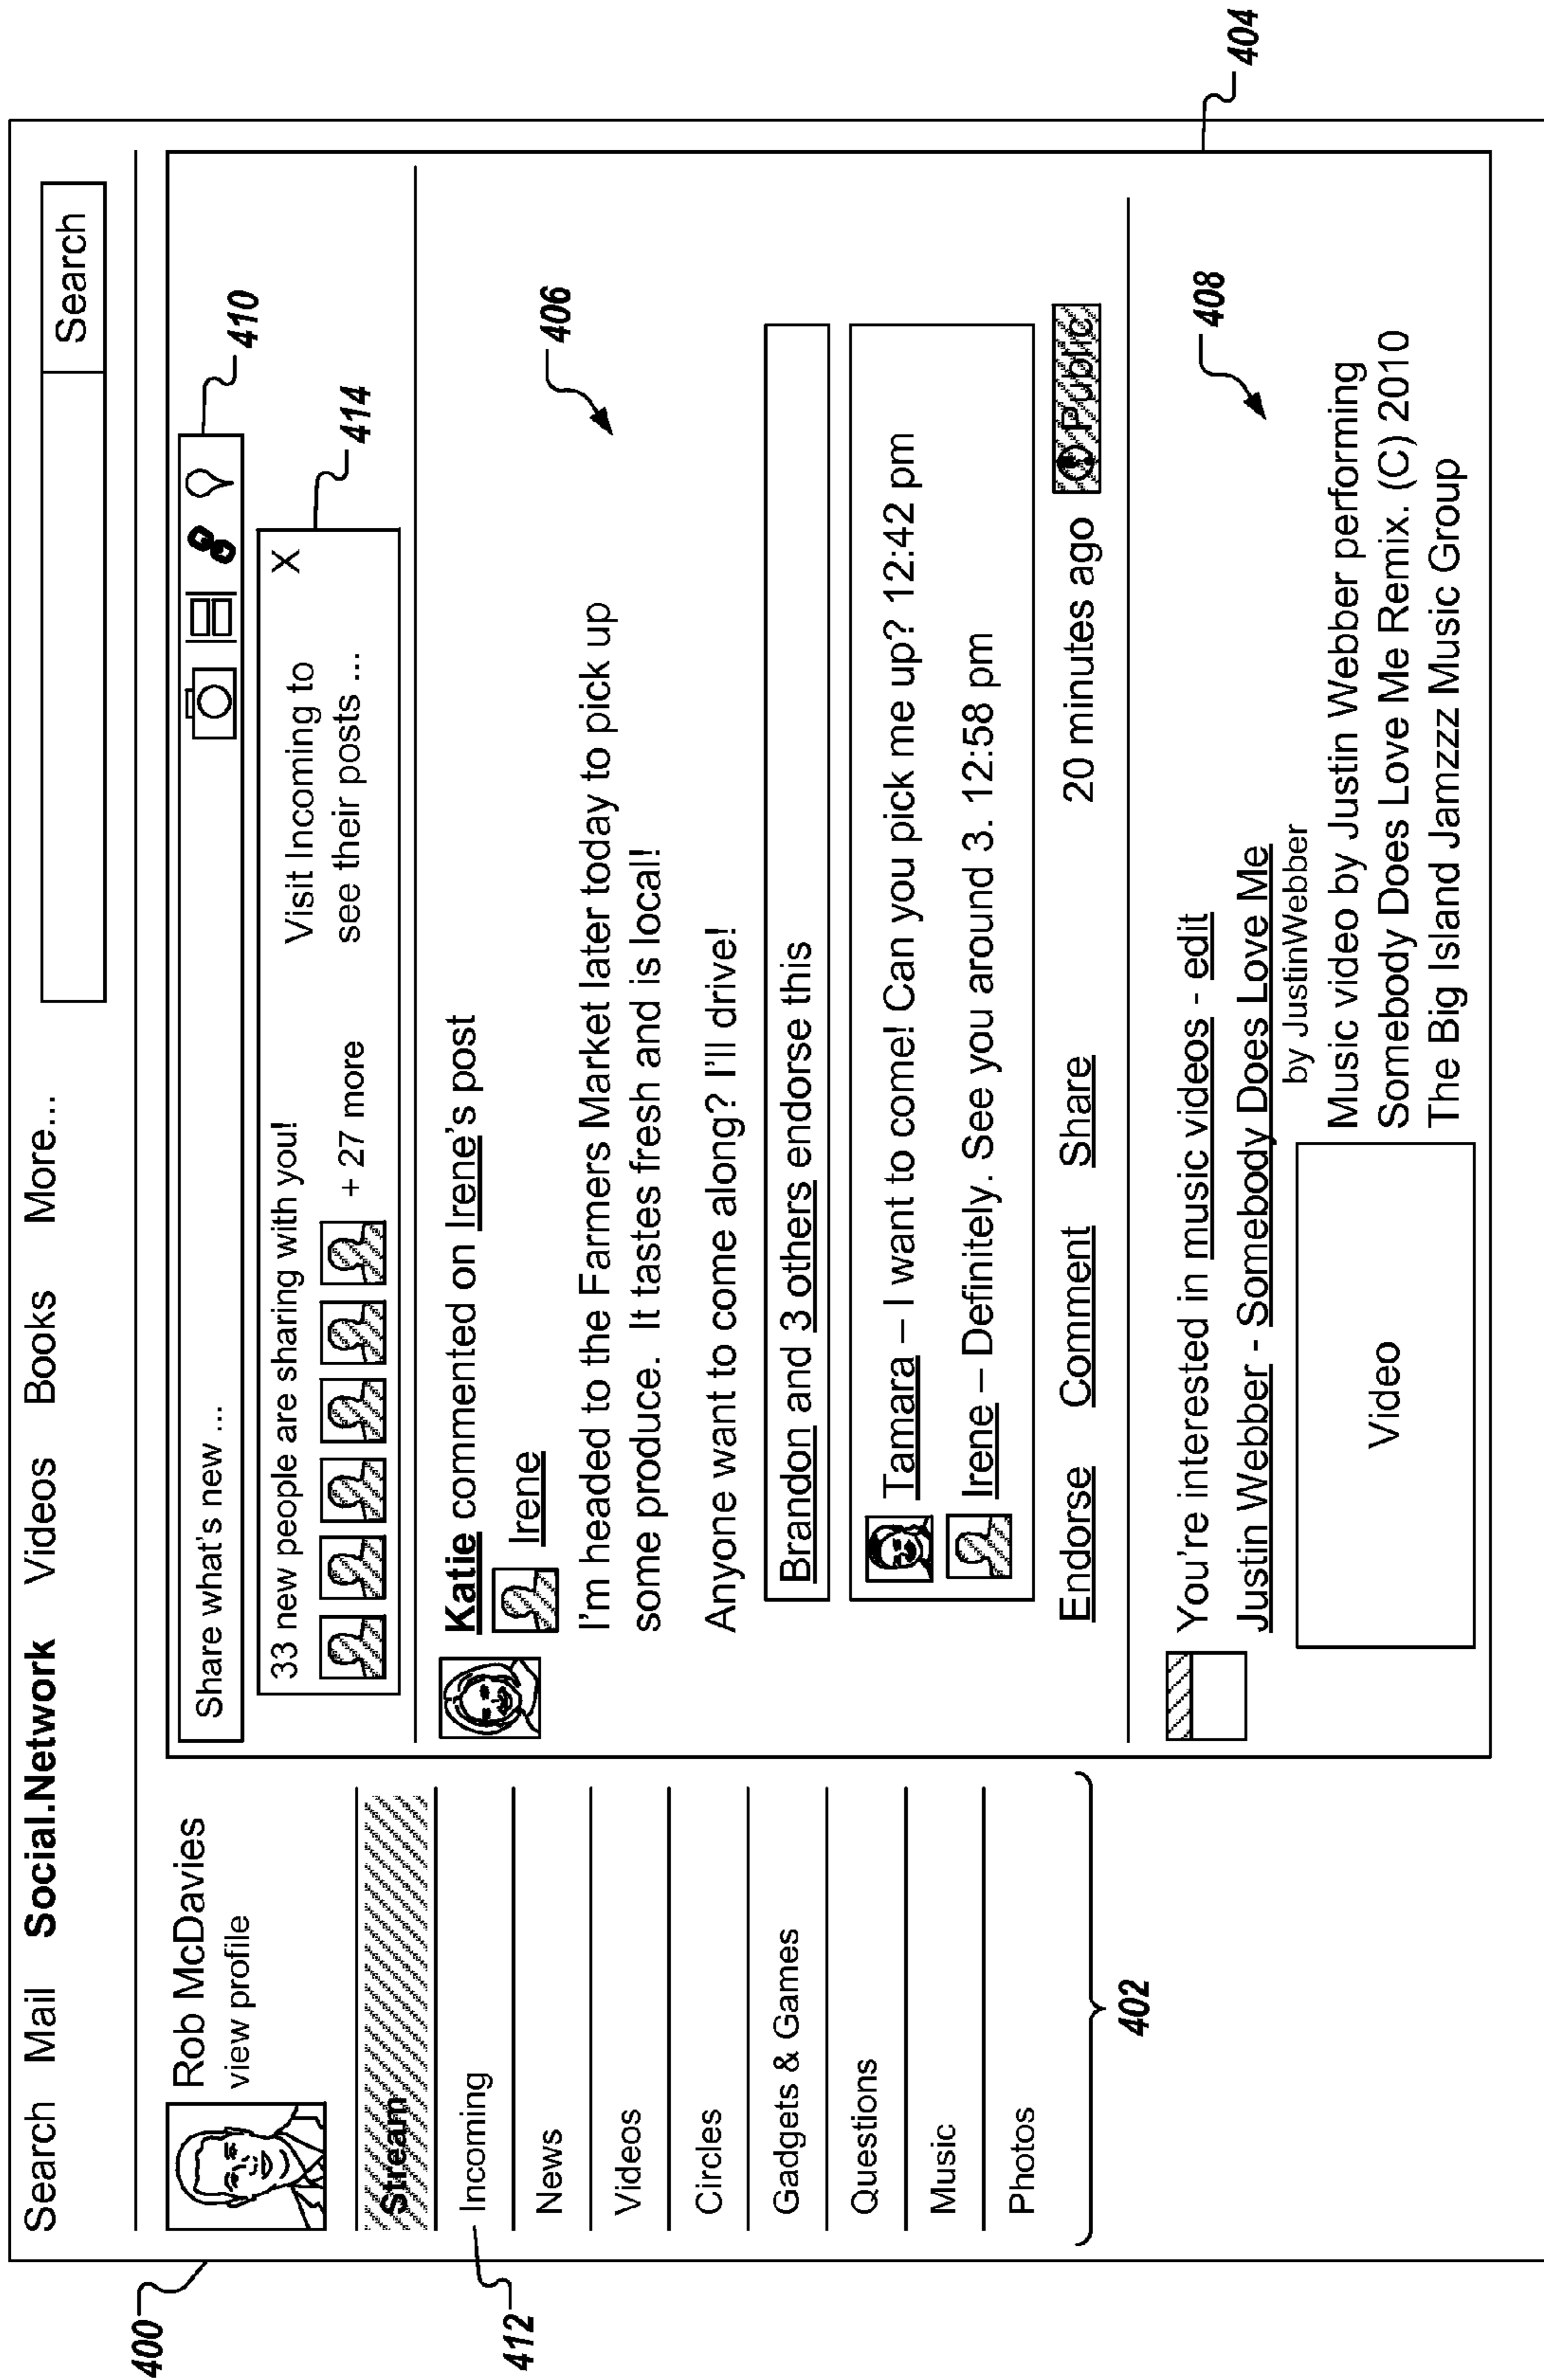 Search Mail Social.Network Videos Books More...
Search
400
Rob McDavies
view profile
Stream
Incoming
412
News
Videos
Circles
Gadgets & Games
Questions
Music
Photos
402
404
Share what's new ...
410
33 new people are sharing with you!
+ 27 more
Visit Incoming to
see their posts ...
X
414
Katie commented on Irene's post
Irene
406
I'm headed to the Farmers Market later today to pick up
some produce. It tastes fresh and is local!
Anyone want to come along? I'll drive!
Brandon and 3 others endorse this
Tamara – I want to come! Can you pick me up? 12:42 pm
Irene – Definitely. See you around 3. 12:58 pm
Endorse Comment Share 20 minutes ago Public
You're interested in music videos - edit
408
Justin Webber - Somebody Does Love Me
by JustinWebber
Video
Music video by Justin Webber performing
Somebody Does Love Me Remix. (C) 2010
The Big Island Jamzzz Music Group